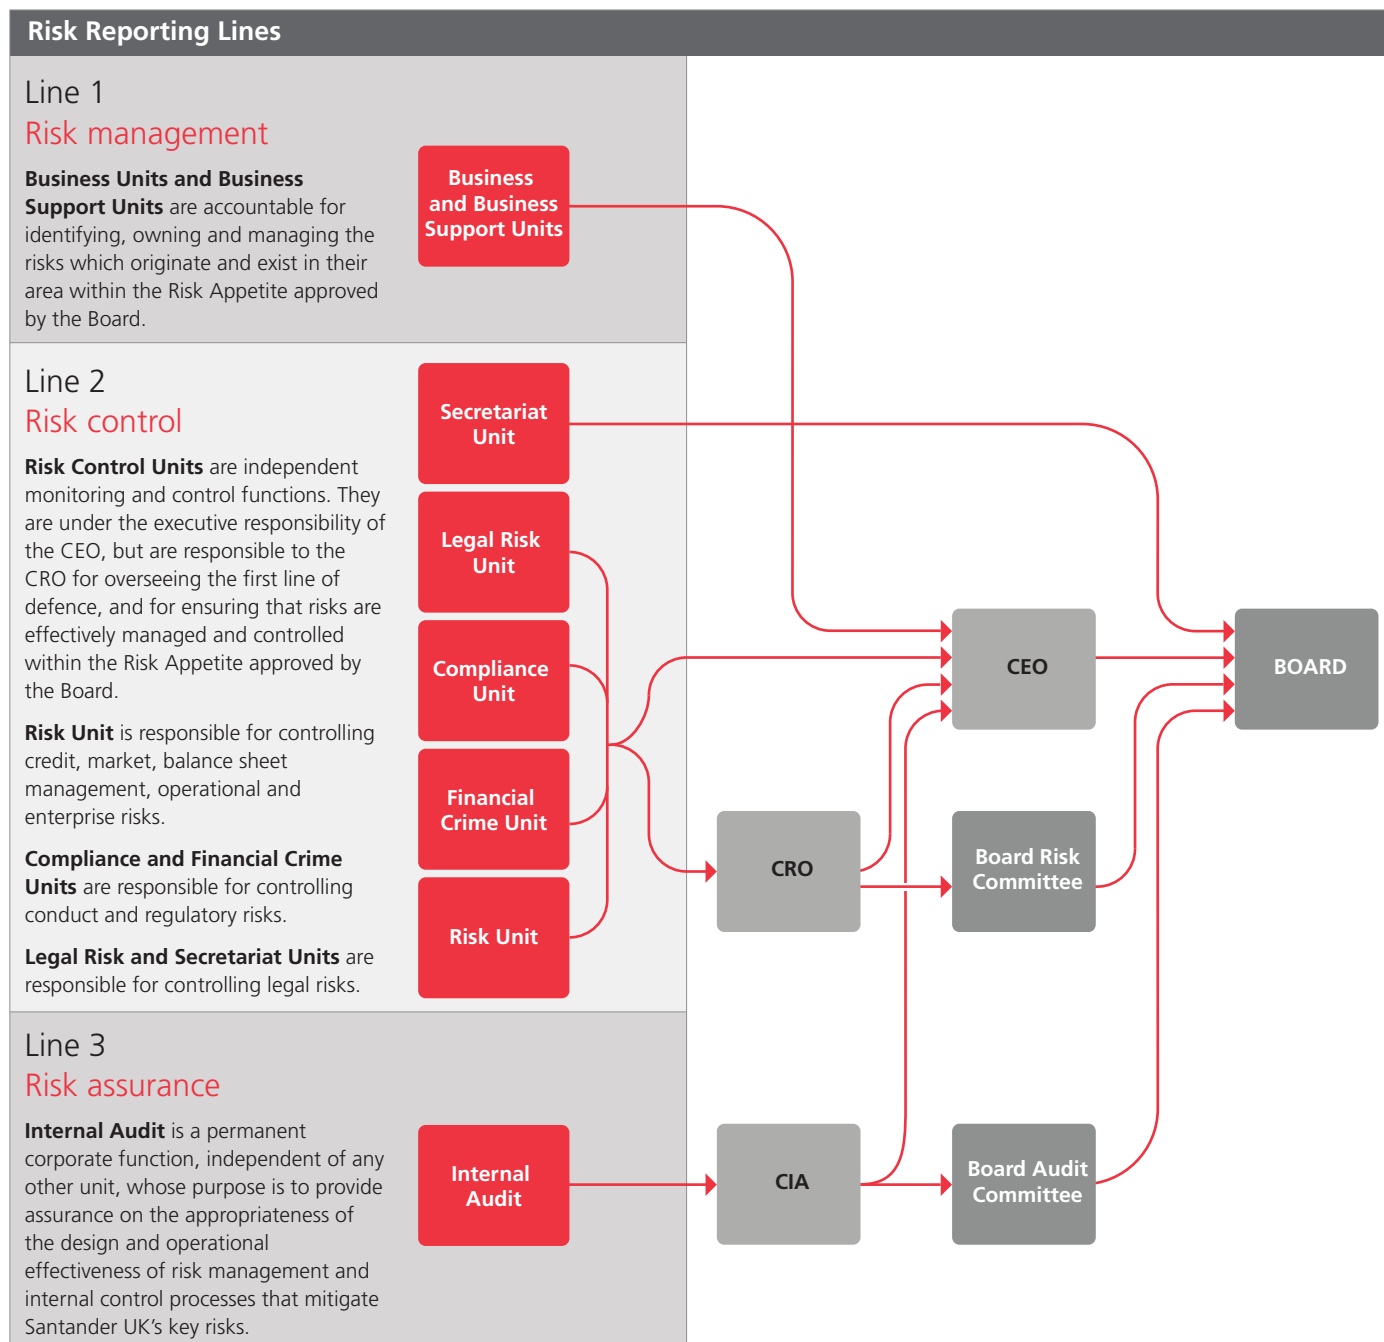 Risk Reporting Lines
Line 1
Risk management
Business Units and Business
Support Units are accountable for
identifying, owning and managing the
risks which originate and exist in their
area within the Risk Appetite approved
by the Board.
Business
and Business
Support Units
Line 2
Risk control
Risk Control Units are independent
monitoring and control functions. They
are under the executive responsibility of
the CEO, but are responsible to the
CRO for overseeing the first line of
defence, and for ensuring that risks are
effectively managed and controlled
within the Risk Appetite approved by
the Board.
Risk Unit is responsible for controlling
credit, market, balance sheet
management, operational and
enterprise risks.
Compliance and Financial Crime
Units are responsible for controlling
conduct and regulatory risks.
Legal Risk and Secretariat Units are
responsible for controlling legal risks.
Secretariat
Unit
Legal Risk
Unit
Compliance
Unit
Financial
Crime Unit
Risk Unit
CEO
BOARD
CRO
Board Risk
Committee
Line 3
Risk assurance
Internal Audit is a permanent
corporate function, independent of any
other unit, whose purpose is to provide
assurance on the appropriateness of
the design and operational
effectiveness of risk management and
internal control processes that mitigate
Santander UK's key risks.
Internal
Audit
CIA
Board Audit
Committee